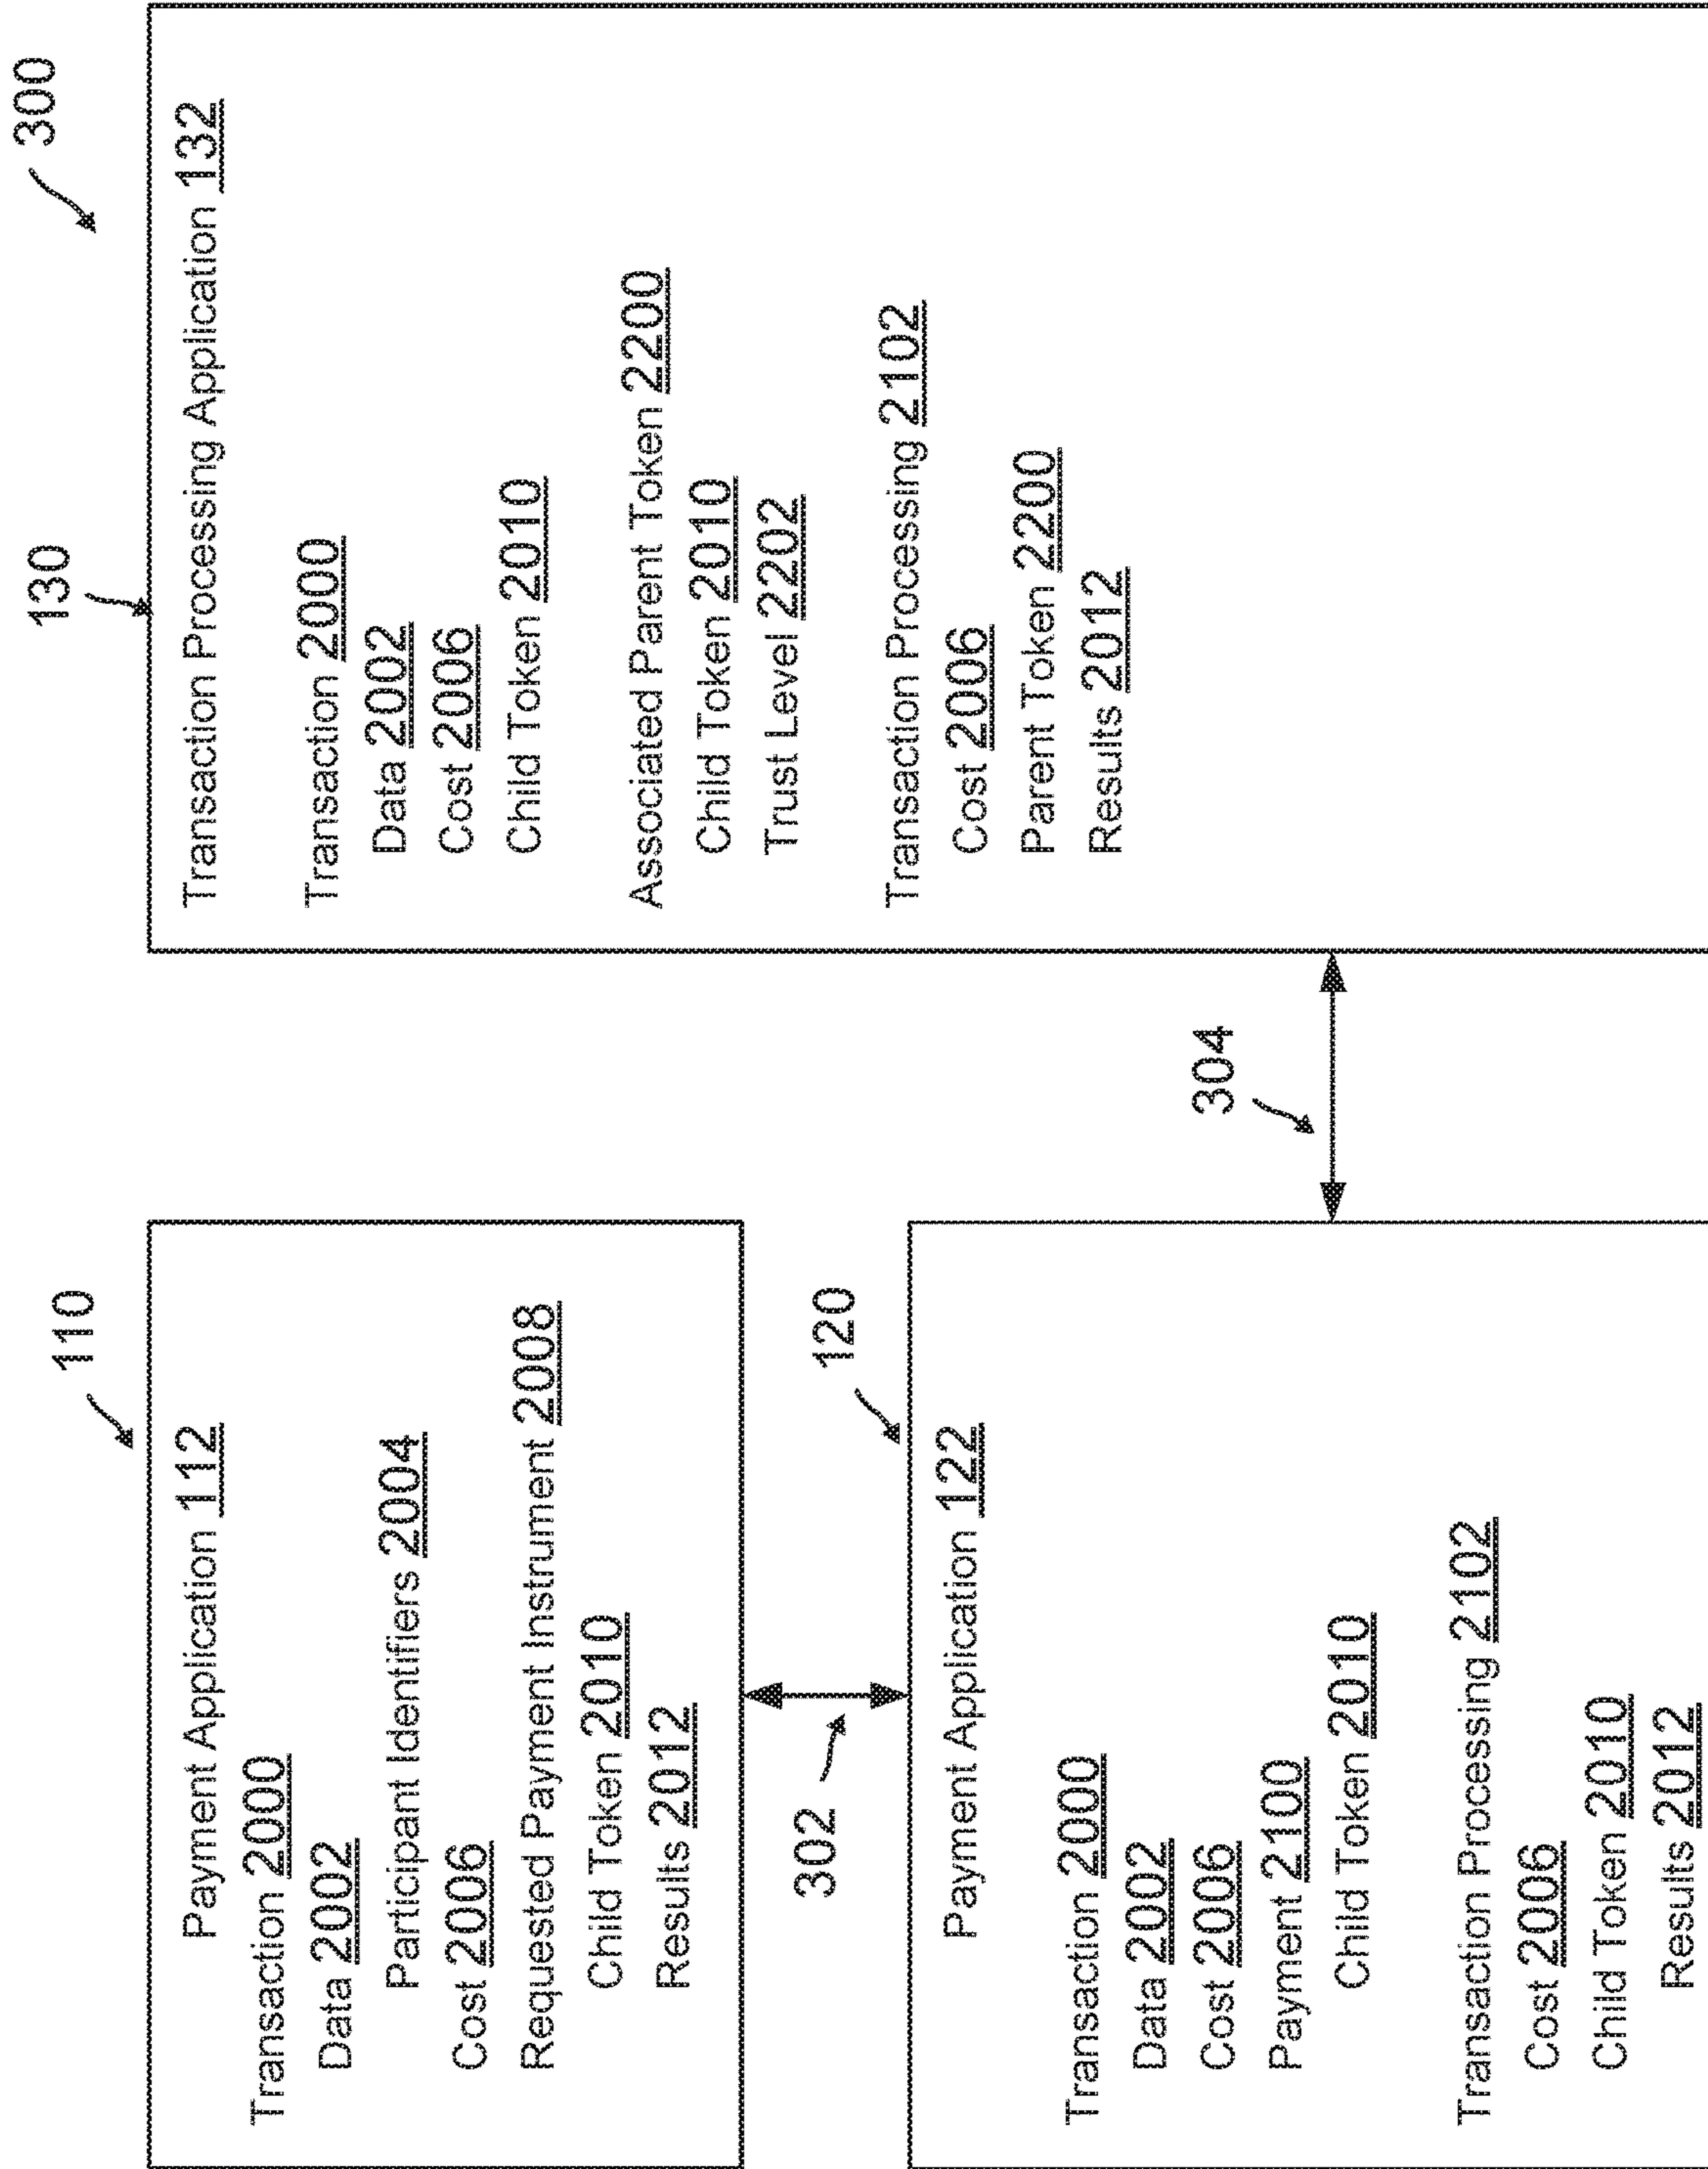 300
110
Payment Application 112
Transaction 2000
Data 2002
Participant Identifiers 2004
Cost 2006
Requested Payment Instrument 2008
Child Token 2010
Results 2012
302
120
Payment Application 122
Transaction 2000
Data 2002
Cost 2006
Payment 2100
Child Token 2010
Transaction Processing 2102
Cost 2006
Child Token 2010
Results 2012
304
130
Transaction Processing Application 132
Transaction 2000
Data 2002
Cost 2006
Child Token 2010
Associated Parent Token 2200
Child Token 2010
Trust Level 2202
Transaction Processing 2102
Cost 2006
Parent Token 2200
Results 2012